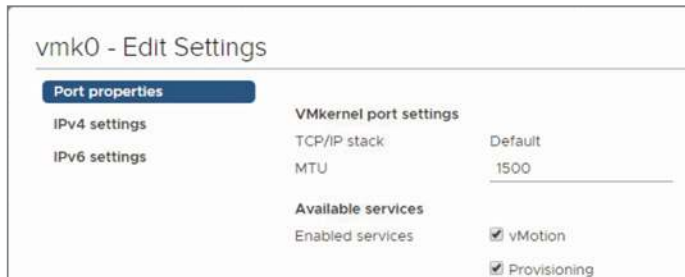 vmk0 - Edit Settings
Port properties
IPv4 settings
IPv6 settings
VMkernel port settings
TCP/IP stack Default
MTU 1500
Available services
Enabled services vMotion
Provisioning